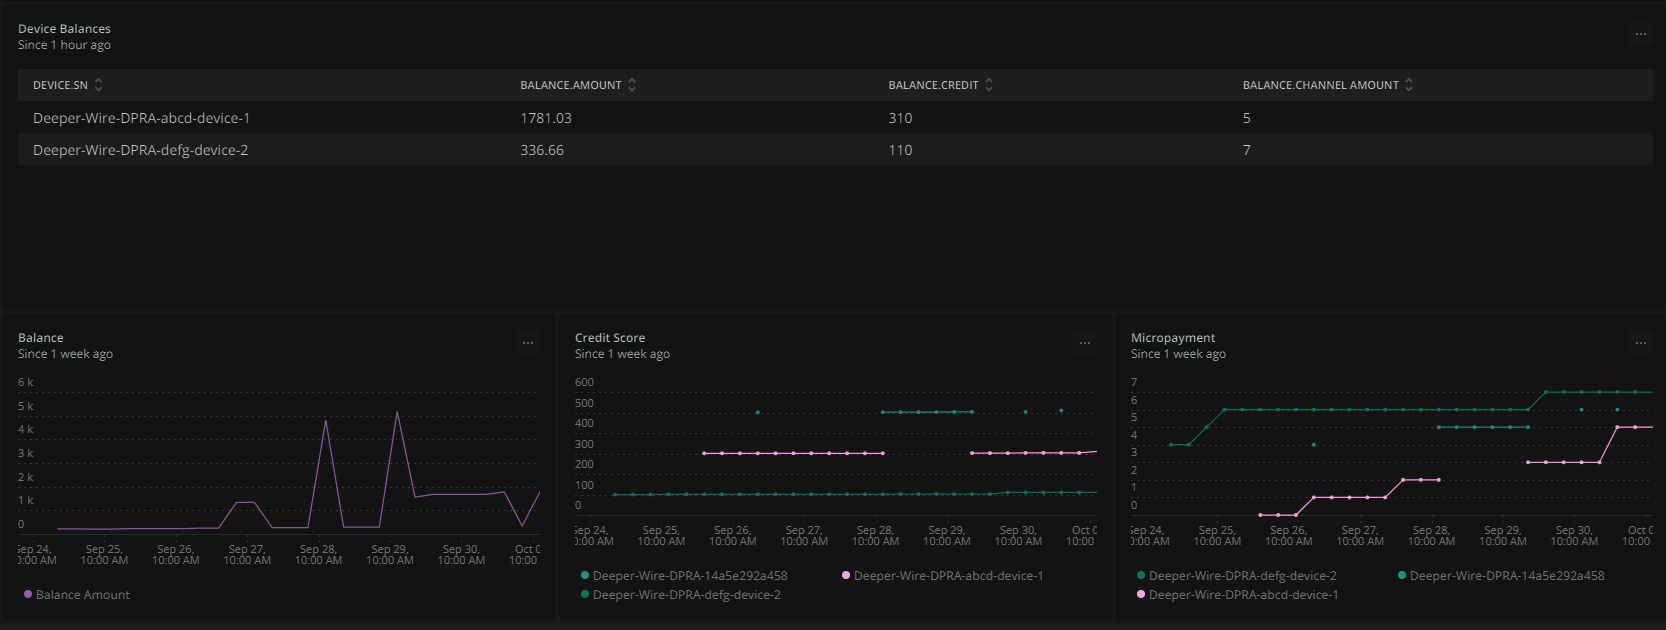 Device Balances
Since 1 hour ago
...
DEVICE.SN BALANCE.AMOUNT BALANCE.CREDIT BALANCE.CHANNEL AMOUNT
Deeper-Wire-DPRA-abcd-device-1 1781.03 310 5
Deeper-Wire-DPRA-defg-device-2 336.66 110 7
Balance
Since 1 week ago
...
6 k
5 k
4 k
3 k
2 k
1 k
0
Sep 24, Sep 25, Sep 26, Sep 27, Sep 28, Sep 29, Sep 30, Oct
:00 AM 10:00 AM 10:00 AM 10:00 AM 10:00 AM 10:00 AM 10:00 AM 10:00
Balance Amount
Credit Score
Since 1 week ago
...
600
500
400
300
200
100
0
Sep 24, Sep 25, Sep 26, Sep 27, Sep 28, Sep 29, Sep 30, Oct
:00 AM 10:00 AM 10:00 AM 10:00 AM 10:00 AM 10:00 AM 10:00 AM 10:00
Deeper-Wire-DPRA-14a5e292a458 Deeper-Wire-DPRA-abcd-device-1
Deeper-Wire-DPRA-defg-device-2
Micropayment
Since 1 week ago
...
7
6
5
4
3
2
1
0
Sep 24, Sep 25, Sep 26, Sep 27, Sep 28, Sep 29, Sep 30, Oct
:00 AM 10:00 AM 10:00 AM 10:00 AM 10:00 AM 10:00 AM 10:00 AM 10:00
Deeper-Wire-DPRA-defg-device-2 Deeper-Wire-DPRA-14a5e292a458
Deeper-Wire-DPRA-abcd-device-1